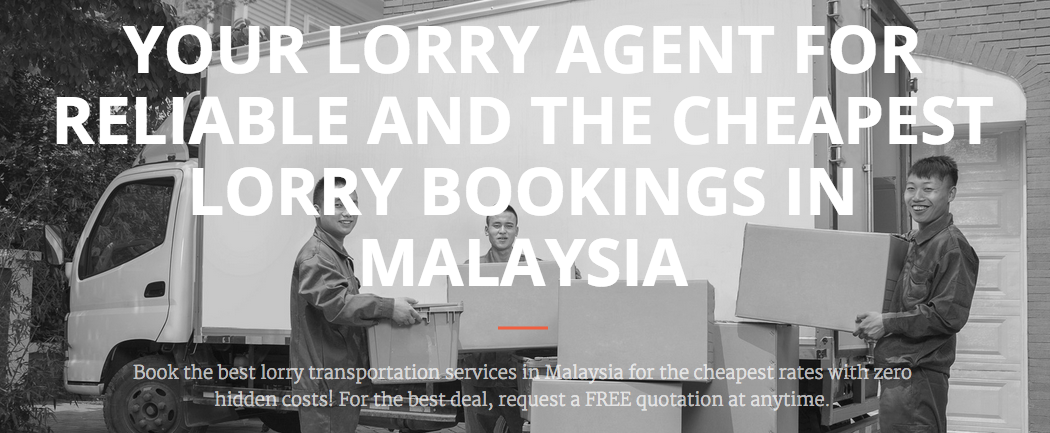 YOUR LORRY AGENT FOR
RELIABLE AND THE CHEAPEST
LORRY BOOKINGS IN
MALAYSIA
Book the best lorry transportation services in Malaysia for the cheapest rates with zero
hidden costs! For the best deal, request a FREE quotation at anytime.